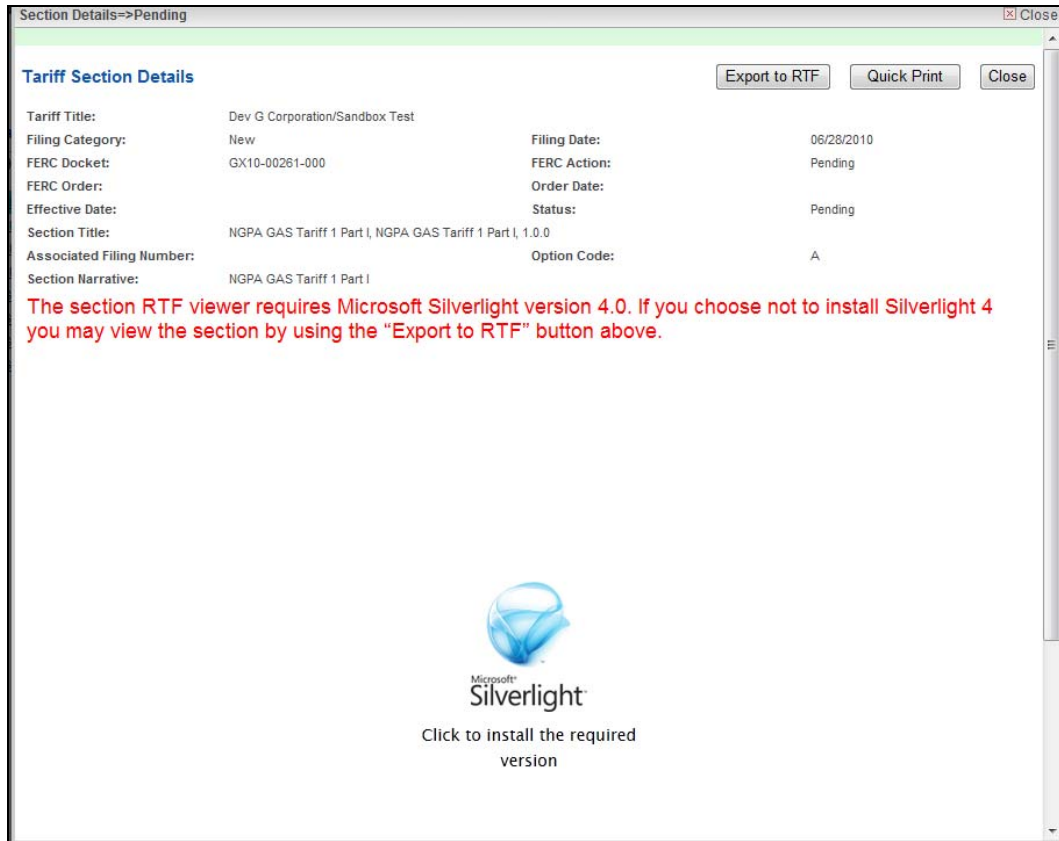 Section Details=>Pending Close
Tariff Section Details Export to RTF Quick Print Close
Tariff Title: Dev G Corporation/Sandbox Test
Filing Category: New Filing Date: 06/28/2010
FERC Docket: GX10-00261-000 FERC Action: Pending
FERC Order: Order Date:
Effective Date: Status: Pending
Section Title: NGPA GAS Tariff 1 Part I, NGPA GAS Tariff 1 Part I, 1.0.0
Associated Filing Number: Option Code: A
Section Narrative: NGPA GAS Tariff 1 Part I
The section RTF viewer requires Microsoft Silverlight version 4.0. If you choose not to install Silverlight 4
you may view the section by using the “Export to RTF” button above.
Microsoft
Silverlight
Click to install the required
version